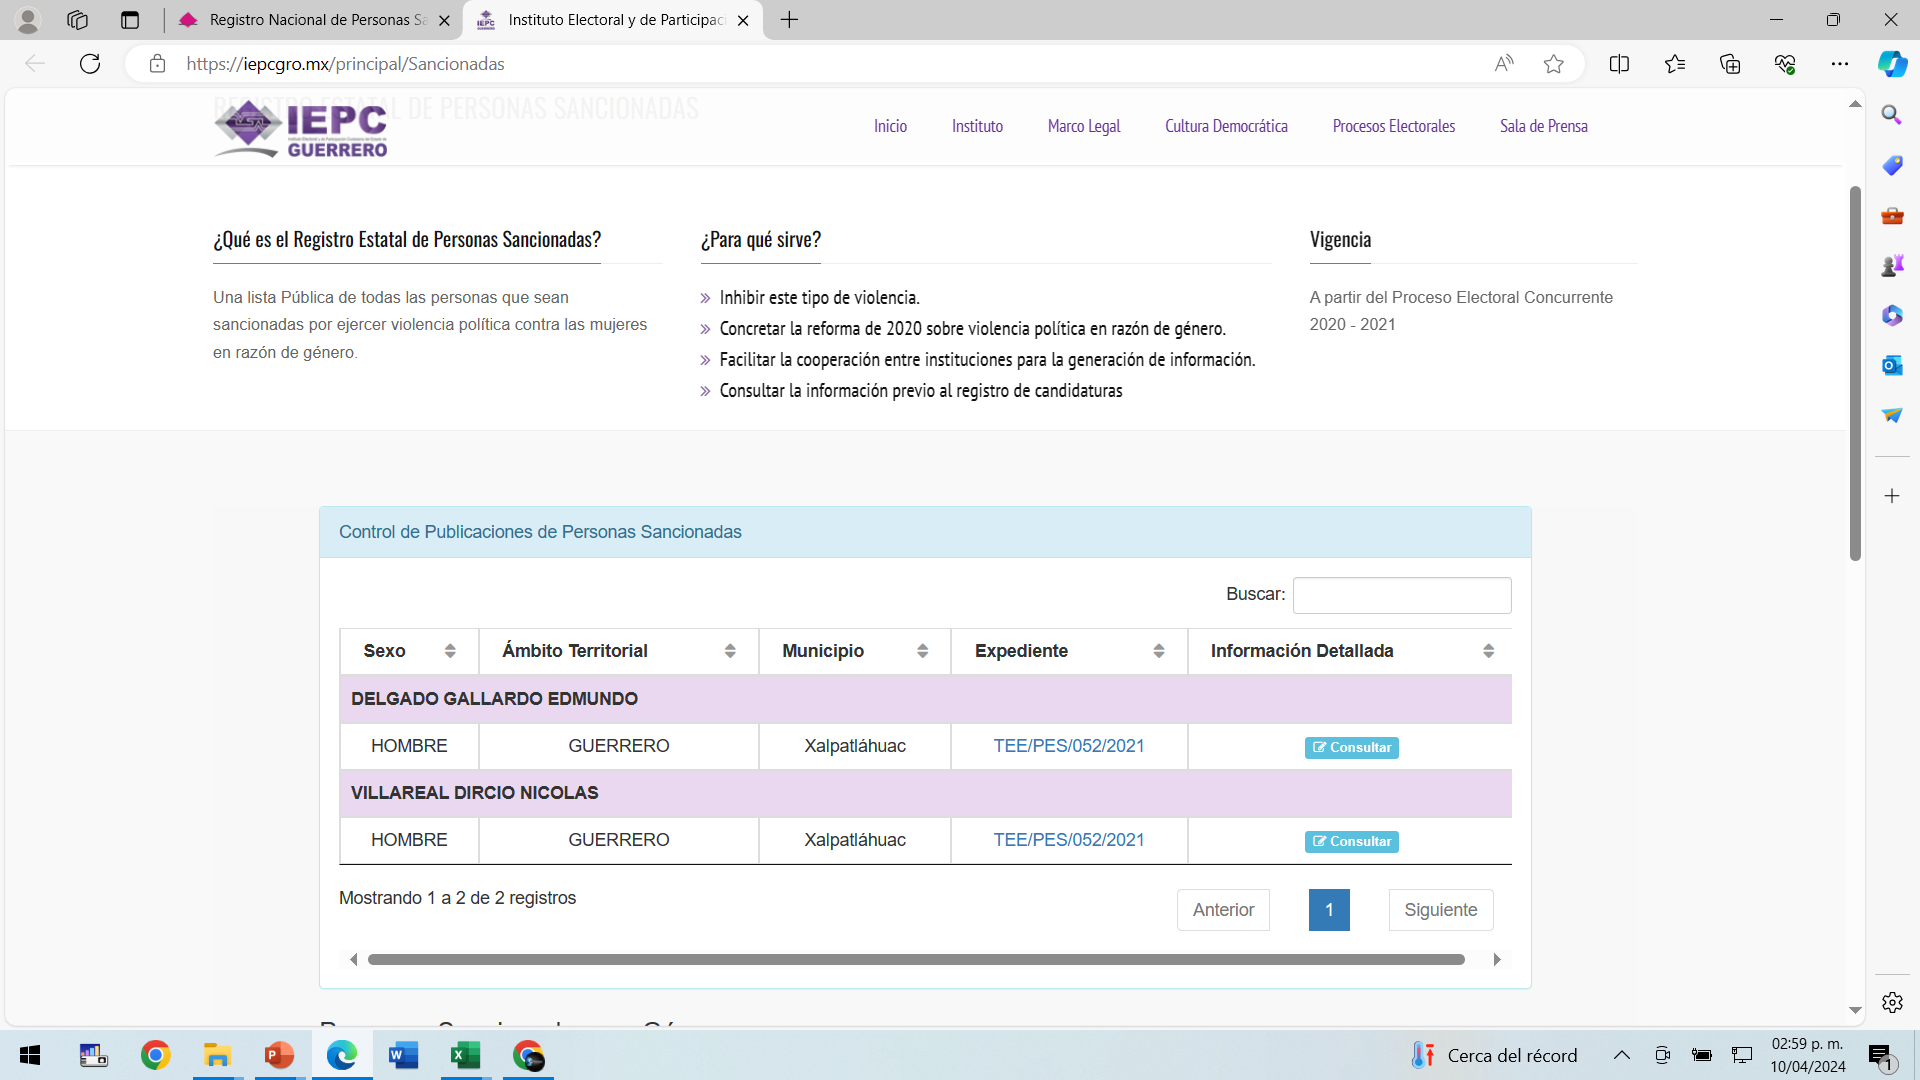 Registro Nacional de Personas Sa
Instituto Electoral y de Participac
https://iepcgro.mx/principal/Sancionadas
REGISTRO ESTATAL DE PERSONAS SANCIONADAS
IEPC
GUERRERO
Inicio
Instituto
Marco Legal
Cultura Democrática
Procesos Electorales
Sala de Prensa
¿Qué es el Registro Estatal de Personas Sancionadas?
Una lista Pública de todas las personas que sean
sancionadas por ejercer violencia política contra las mujeres
en razón de género.
¿Para qué sirve?
» Inhibir este tipo de violencia.
» Concretar la reforma de 2020 sobre violencia política en razón de género.
» Facilitar la cooperación entre instituciones para la generación de información.
» Consultar la información previo al registro de candidaturas
Vigencia
A partir del Proceso Electoral Concurrente
2020 - 2021
Control de Publicaciones de Personas Sancionadas
Buscar:
Sexo Ámbito Territorial Municipio Expediente Información Detallada
DELGADO GALLARDO EDMUNDO
HOMBRE GUERRERO Xalpatláhuac TEE/PES/052/2021 Consultar
VILLAREAL DIRCIO NICOLAS
HOMBRE GUERRERO Xalpatláhuac TEE/PES/052/2021 Consultar
Mostrando 1 a 2 de 2 registros
Anterior 1 Siguiente
Cerca del récord
02:59 p. m.
10/04/2024
1